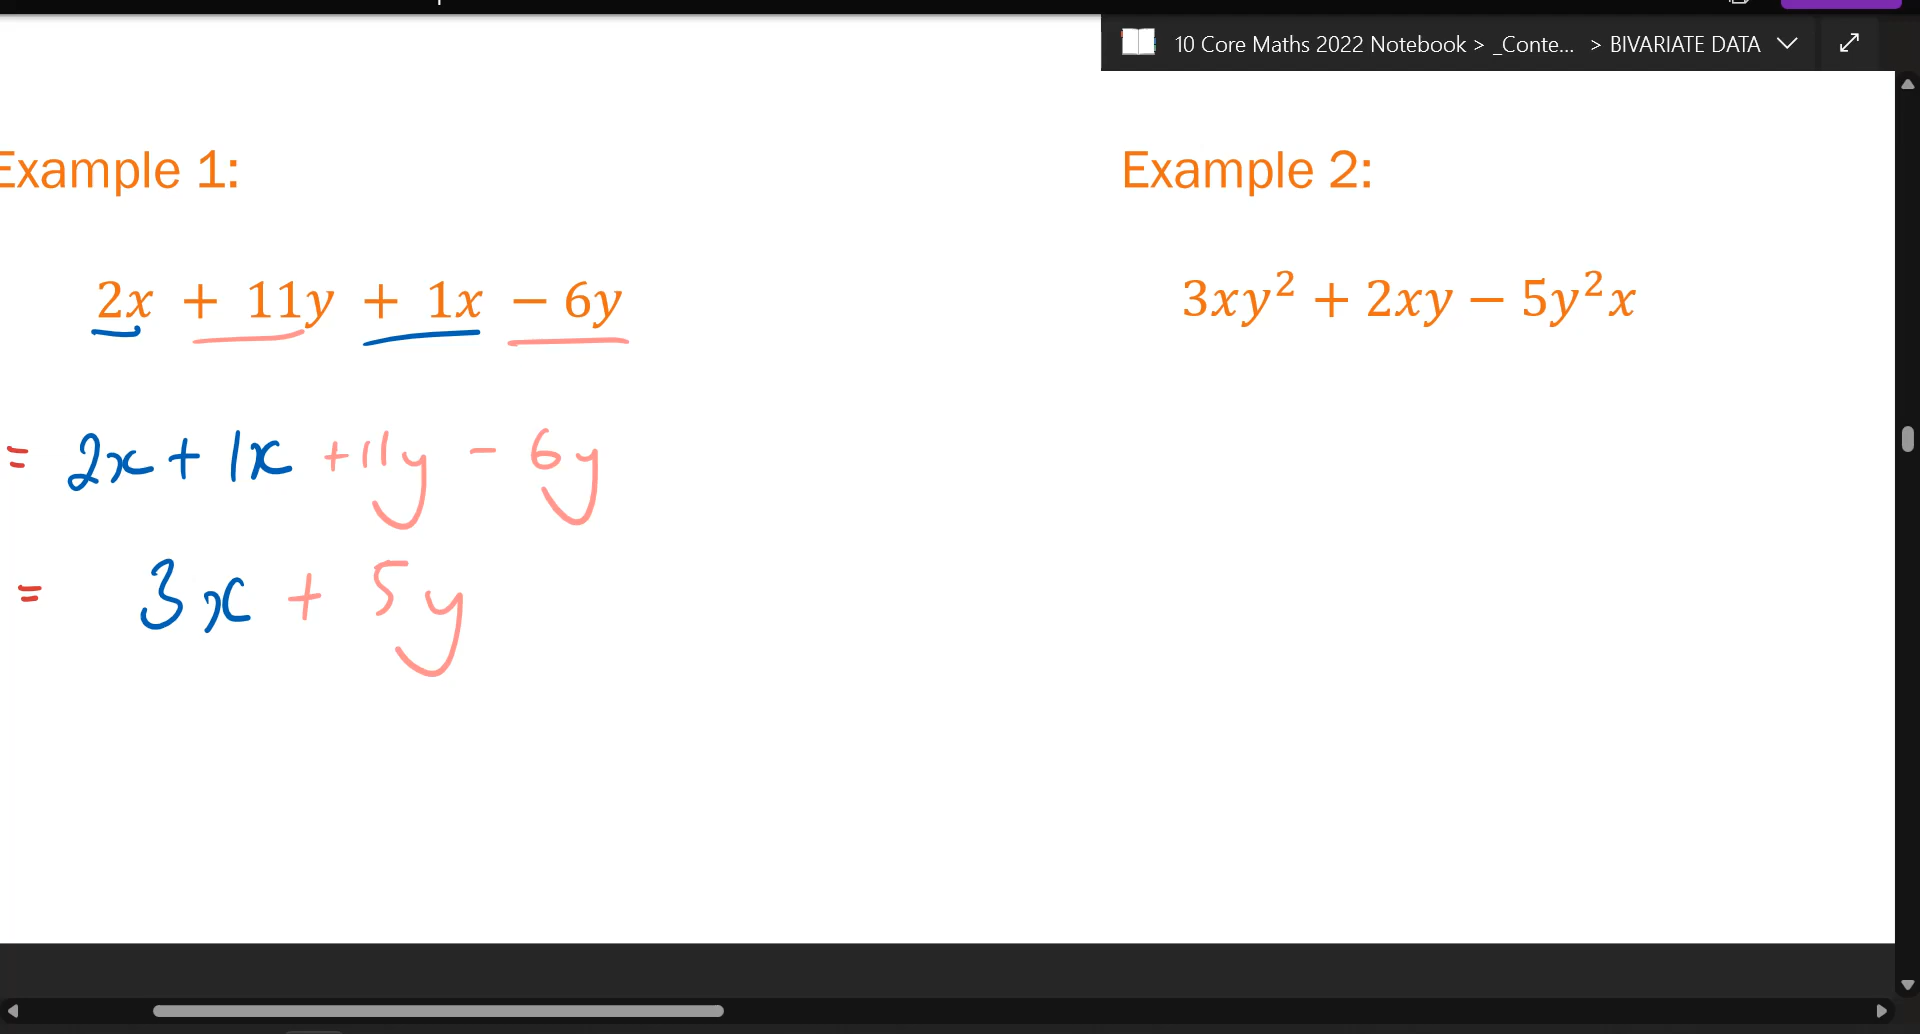 10 Core Maths 2022 Notebook > _Conte... > BIVARIATE DATA
Example 1:
2x + 11y + 1x − 6y
= 2x + 1x + 11y - 6y
= 3x + 5y
Example 2:
3xy² + 2xy − 5y²x